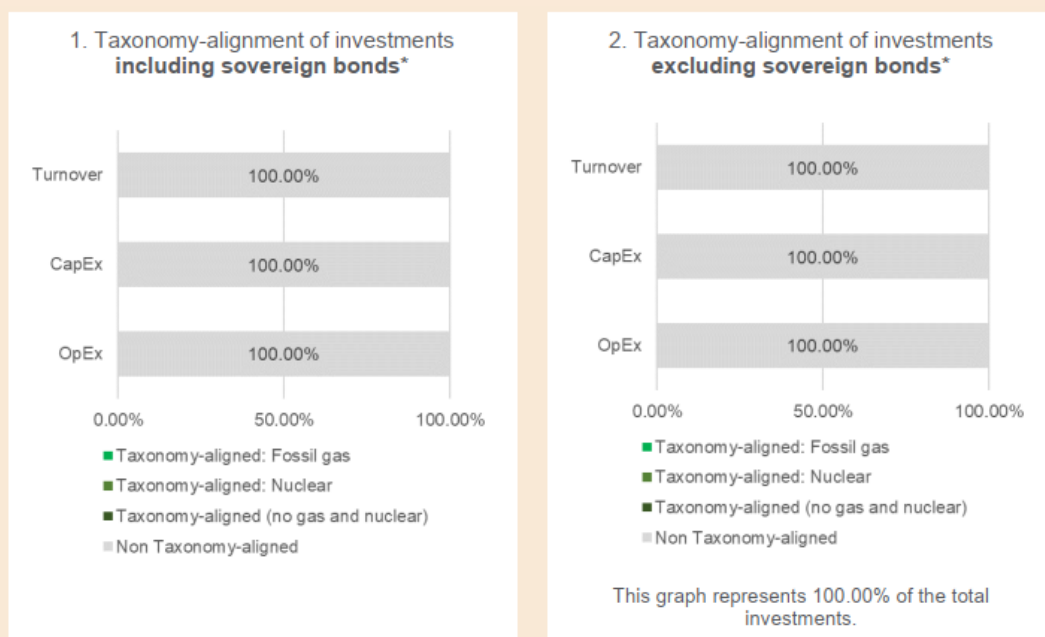 1. Taxonomy-alignment of investments
including sovereign bonds*
Turnover
100.00%
CapEx
100.00%
OpEx
100.00%
0.00% 50.00% 100.00%
Taxonomy-aligned: Fossil gas
Taxonomy-aligned: Nuclear
Taxonomy-aligned (no gas and nuclear)
Non Taxonomy-aligned
2. Taxonomy-alignment of investments
excluding sovereign bonds*
Turnover
100.00%
CapEx
100.00%
OpEx
100.00%
0.00% 50.00% 100.00%
Taxonomy-aligned: Fossil gas
Taxonomy-aligned: Nuclear
Taxonomy-aligned (no gas and nuclear)
Non Taxonomy-aligned
This graph represents 100.00% of the total
investments.